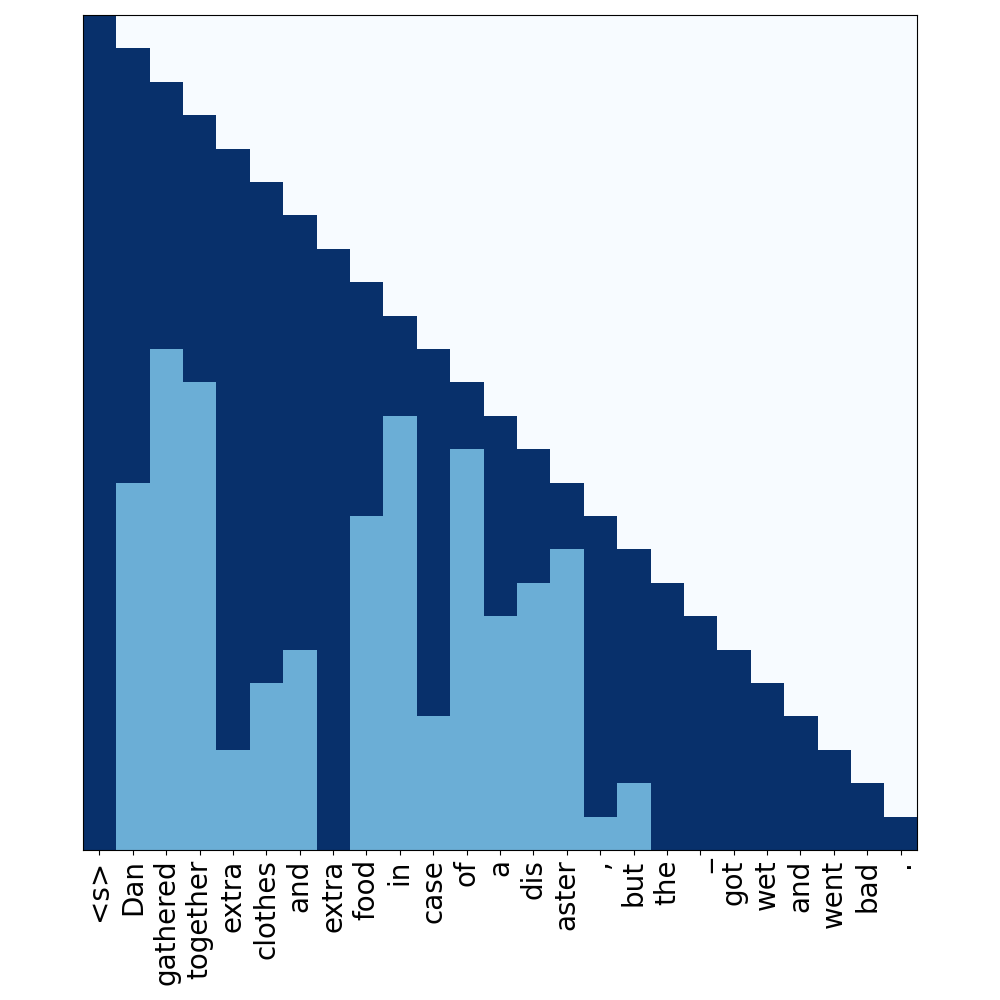 <s>
Dan
gathered
together
extra
clothes
and
extra
food
in
case
of
a
dis
aster
,
but
the
_
got
wet
and
went
bad
.